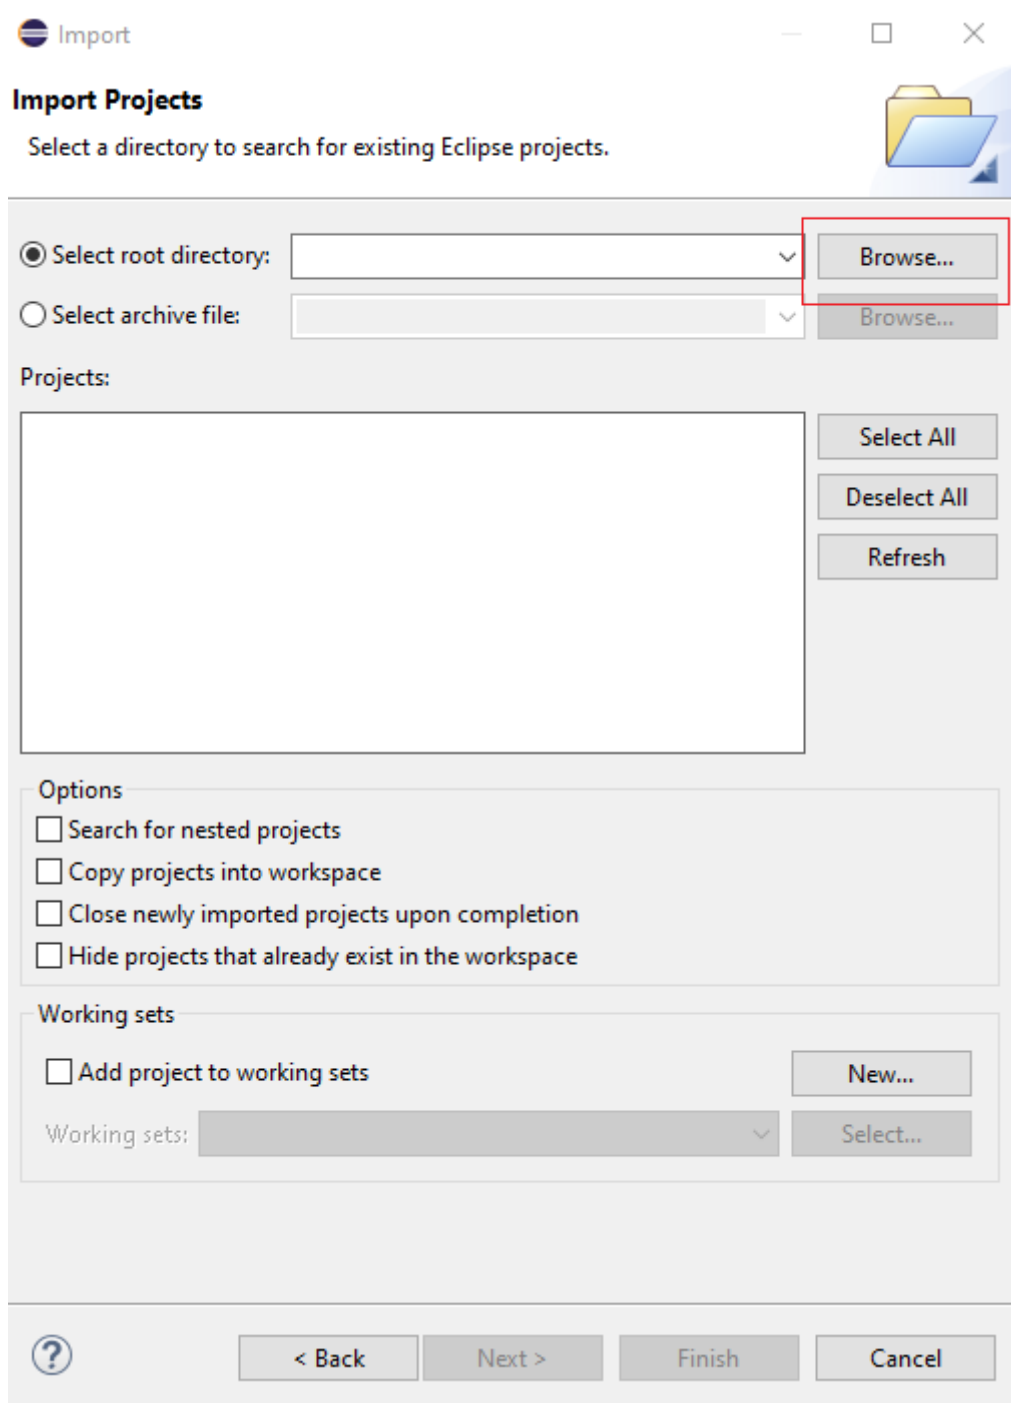 Import
Import Projects
Select a directory to search for existing Eclipse projects.
Select root directory: Browse...
Select archive file: Browse...
Projects:
Select All
Deselect All
Refresh
Options
Search for nested projects
Copy projects into workspace
Close newly imported projects upon completion
Hide projects that already exist in the workspace
Working sets
Add project to working sets New...
Working sets: Select...
? < Back Next > Finish Cancel